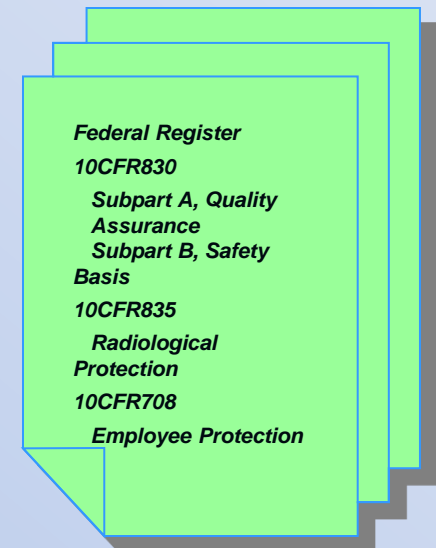 Federal Register
10CFR830
Subpart A, Quality
Assurance
Subpart B, Safety
Basis
10CFR835
Radiological
Protection
10CFR708
Employee Protection